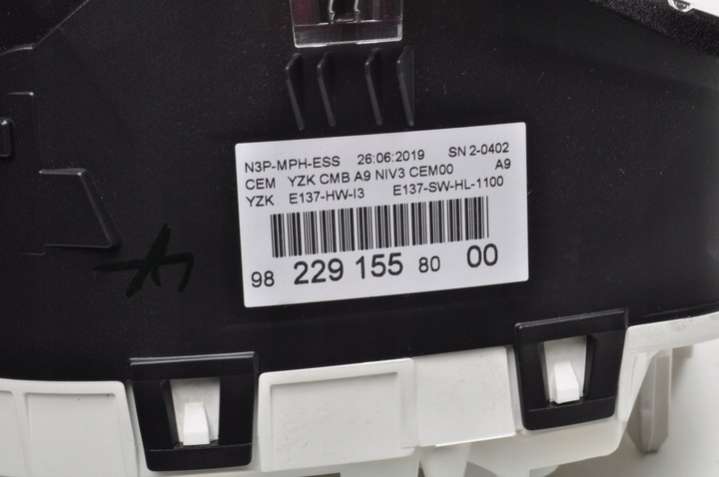 N3P-MPH-ESS 26:06:2019 SN 2-0402
CEM YZK CMB A9 NIV3 CEM00 A9
YZK E137-HW-I3 E137-SW-HL-1100
98 229 155 80 00